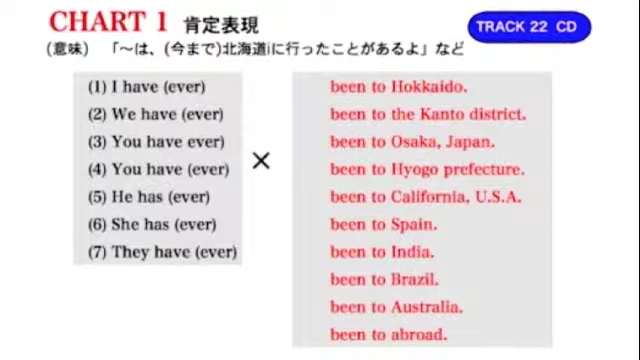 CHART 1 肯定表現
TRACK 22 CD
(意味) 「〜は、(今まで)北海道iに行ったことがあるよ」など
(1) I have (ever)
(2) We have (ever)
(3) You have ever)
(4) You have (ever)
(5) He has (ever)
(6) She has (ever)
(7) They have (ever)
×
been to Hokkaido.
been to the Kanto district.
been to Osaka, Japan.
been to Hyogo prefecture.
been to California, U.S.A.
been to Spain.
been to India.
been to Brazil.
been to Australia.
been to abroad.